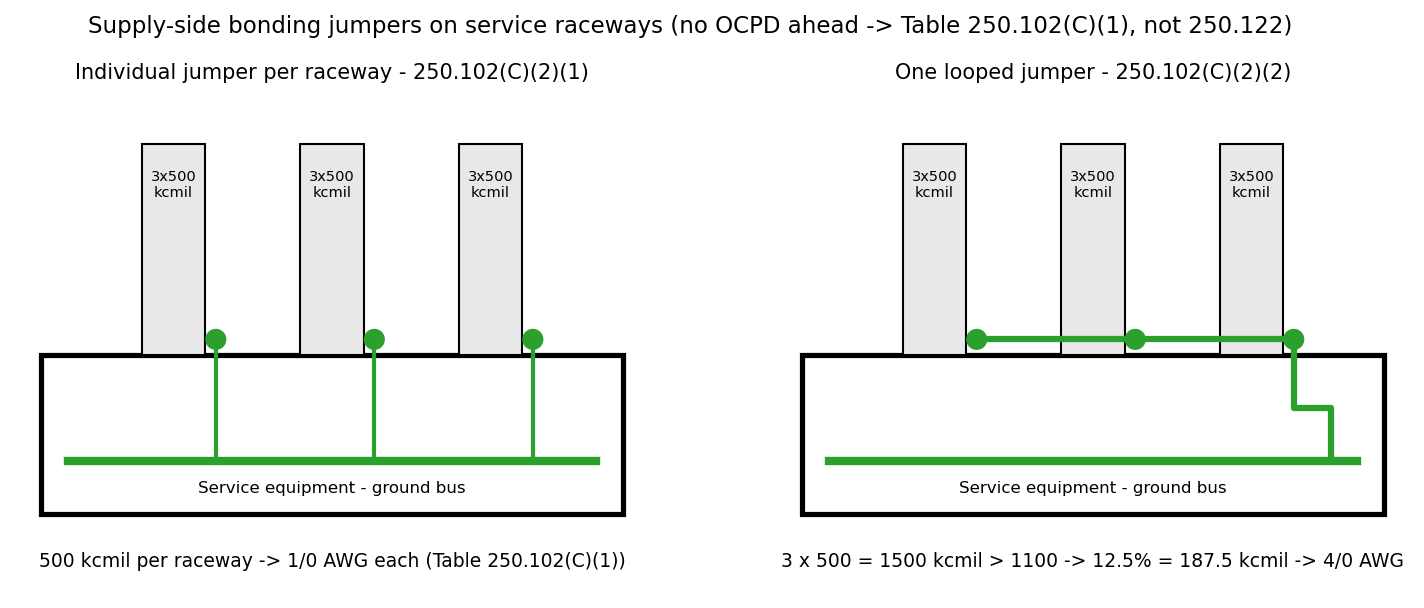 Supply-side bonding jumpers on service raceways (no OCPD ahead -> Table 250.102(C)(1), not 250.122)
Individual jumper per raceway - 250.102(C)(2)(1)
3x500
kcmil
3x500
kcmil
3x500
kcmil
Service equipment - ground bus
500 kcmil per raceway -> 1/0 AWG each (Table 250.102(C)(1))
One looped jumper - 250.102(C)(2)(2)
3x500
kcmil
3x500
kcmil
3x500
kcmil
Service equipment - ground bus
3 x 500 = 1500 kcmil > 1100 -> 12.5% = 187.5 kcmil -> 4/0 AWG